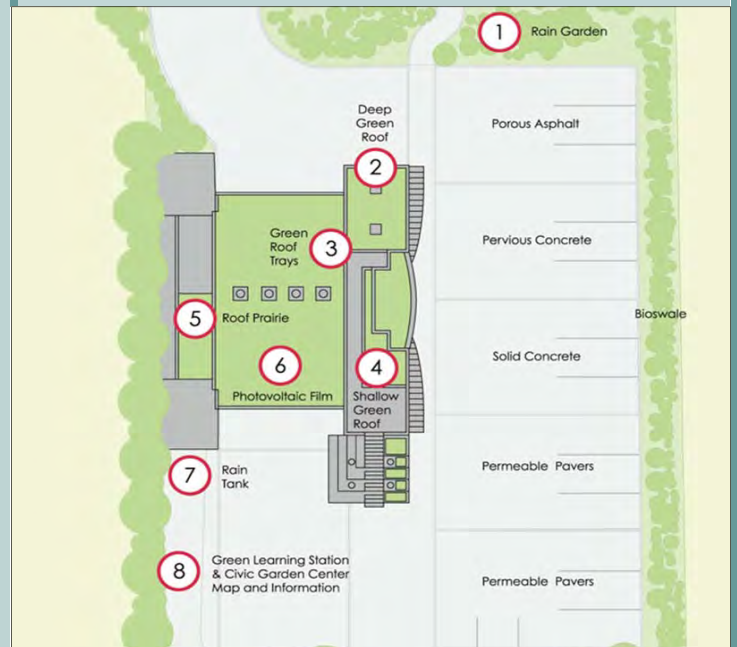 1 Rain Garden
Deep
Green
Roof
2
Porous Asphalt
Green
Roof
Trays
3
Pervious Concrete
5 Roof Prairie
Bioswale
6
Photovoltaic Film
4
Shallow
Green
Roof
Solid Concrete
7 Rain
Tank
Permeable Pavers
8 Green Learning Station
& Civic Garden Center
Map and Information
Permeable Pavers